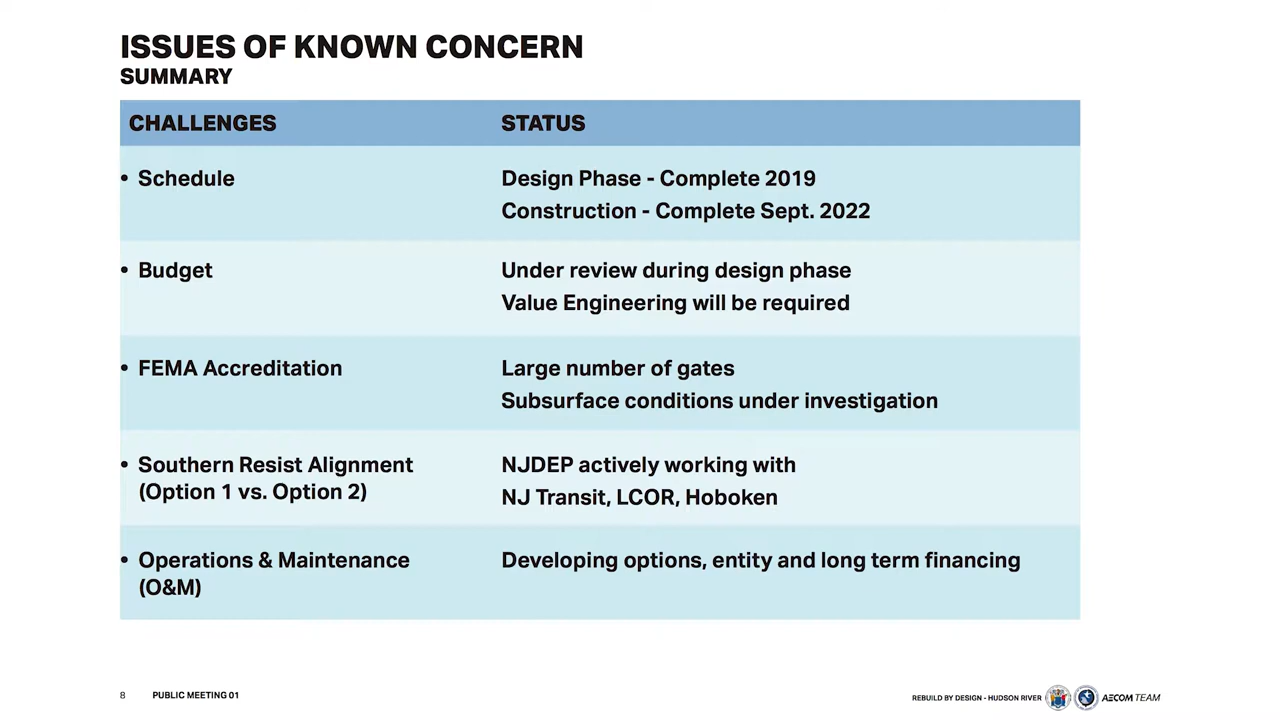 ISSUES OF KNOWN CONCERN
SUMMARY
CHALLENGES STATUS
• Schedule Design Phase - Complete 2019
Construction - Complete Sept. 2022
• Budget Under review during design phase
Value Engineering will be required
• FEMA Accreditation Large number of gates
Subsurface conditions under investigation
• Southern Resist Alignment NJDEP actively working with
(Option 1 vs. Option 2) NJ Transit, LCOR, Hoboken
• Operations & Maintenance Developing options, entity and long term financing
(O&M)
8 PUBLIC MEETING 01 REBUILD BY DESIGN - HUDSON RIVER AECOM TEAM